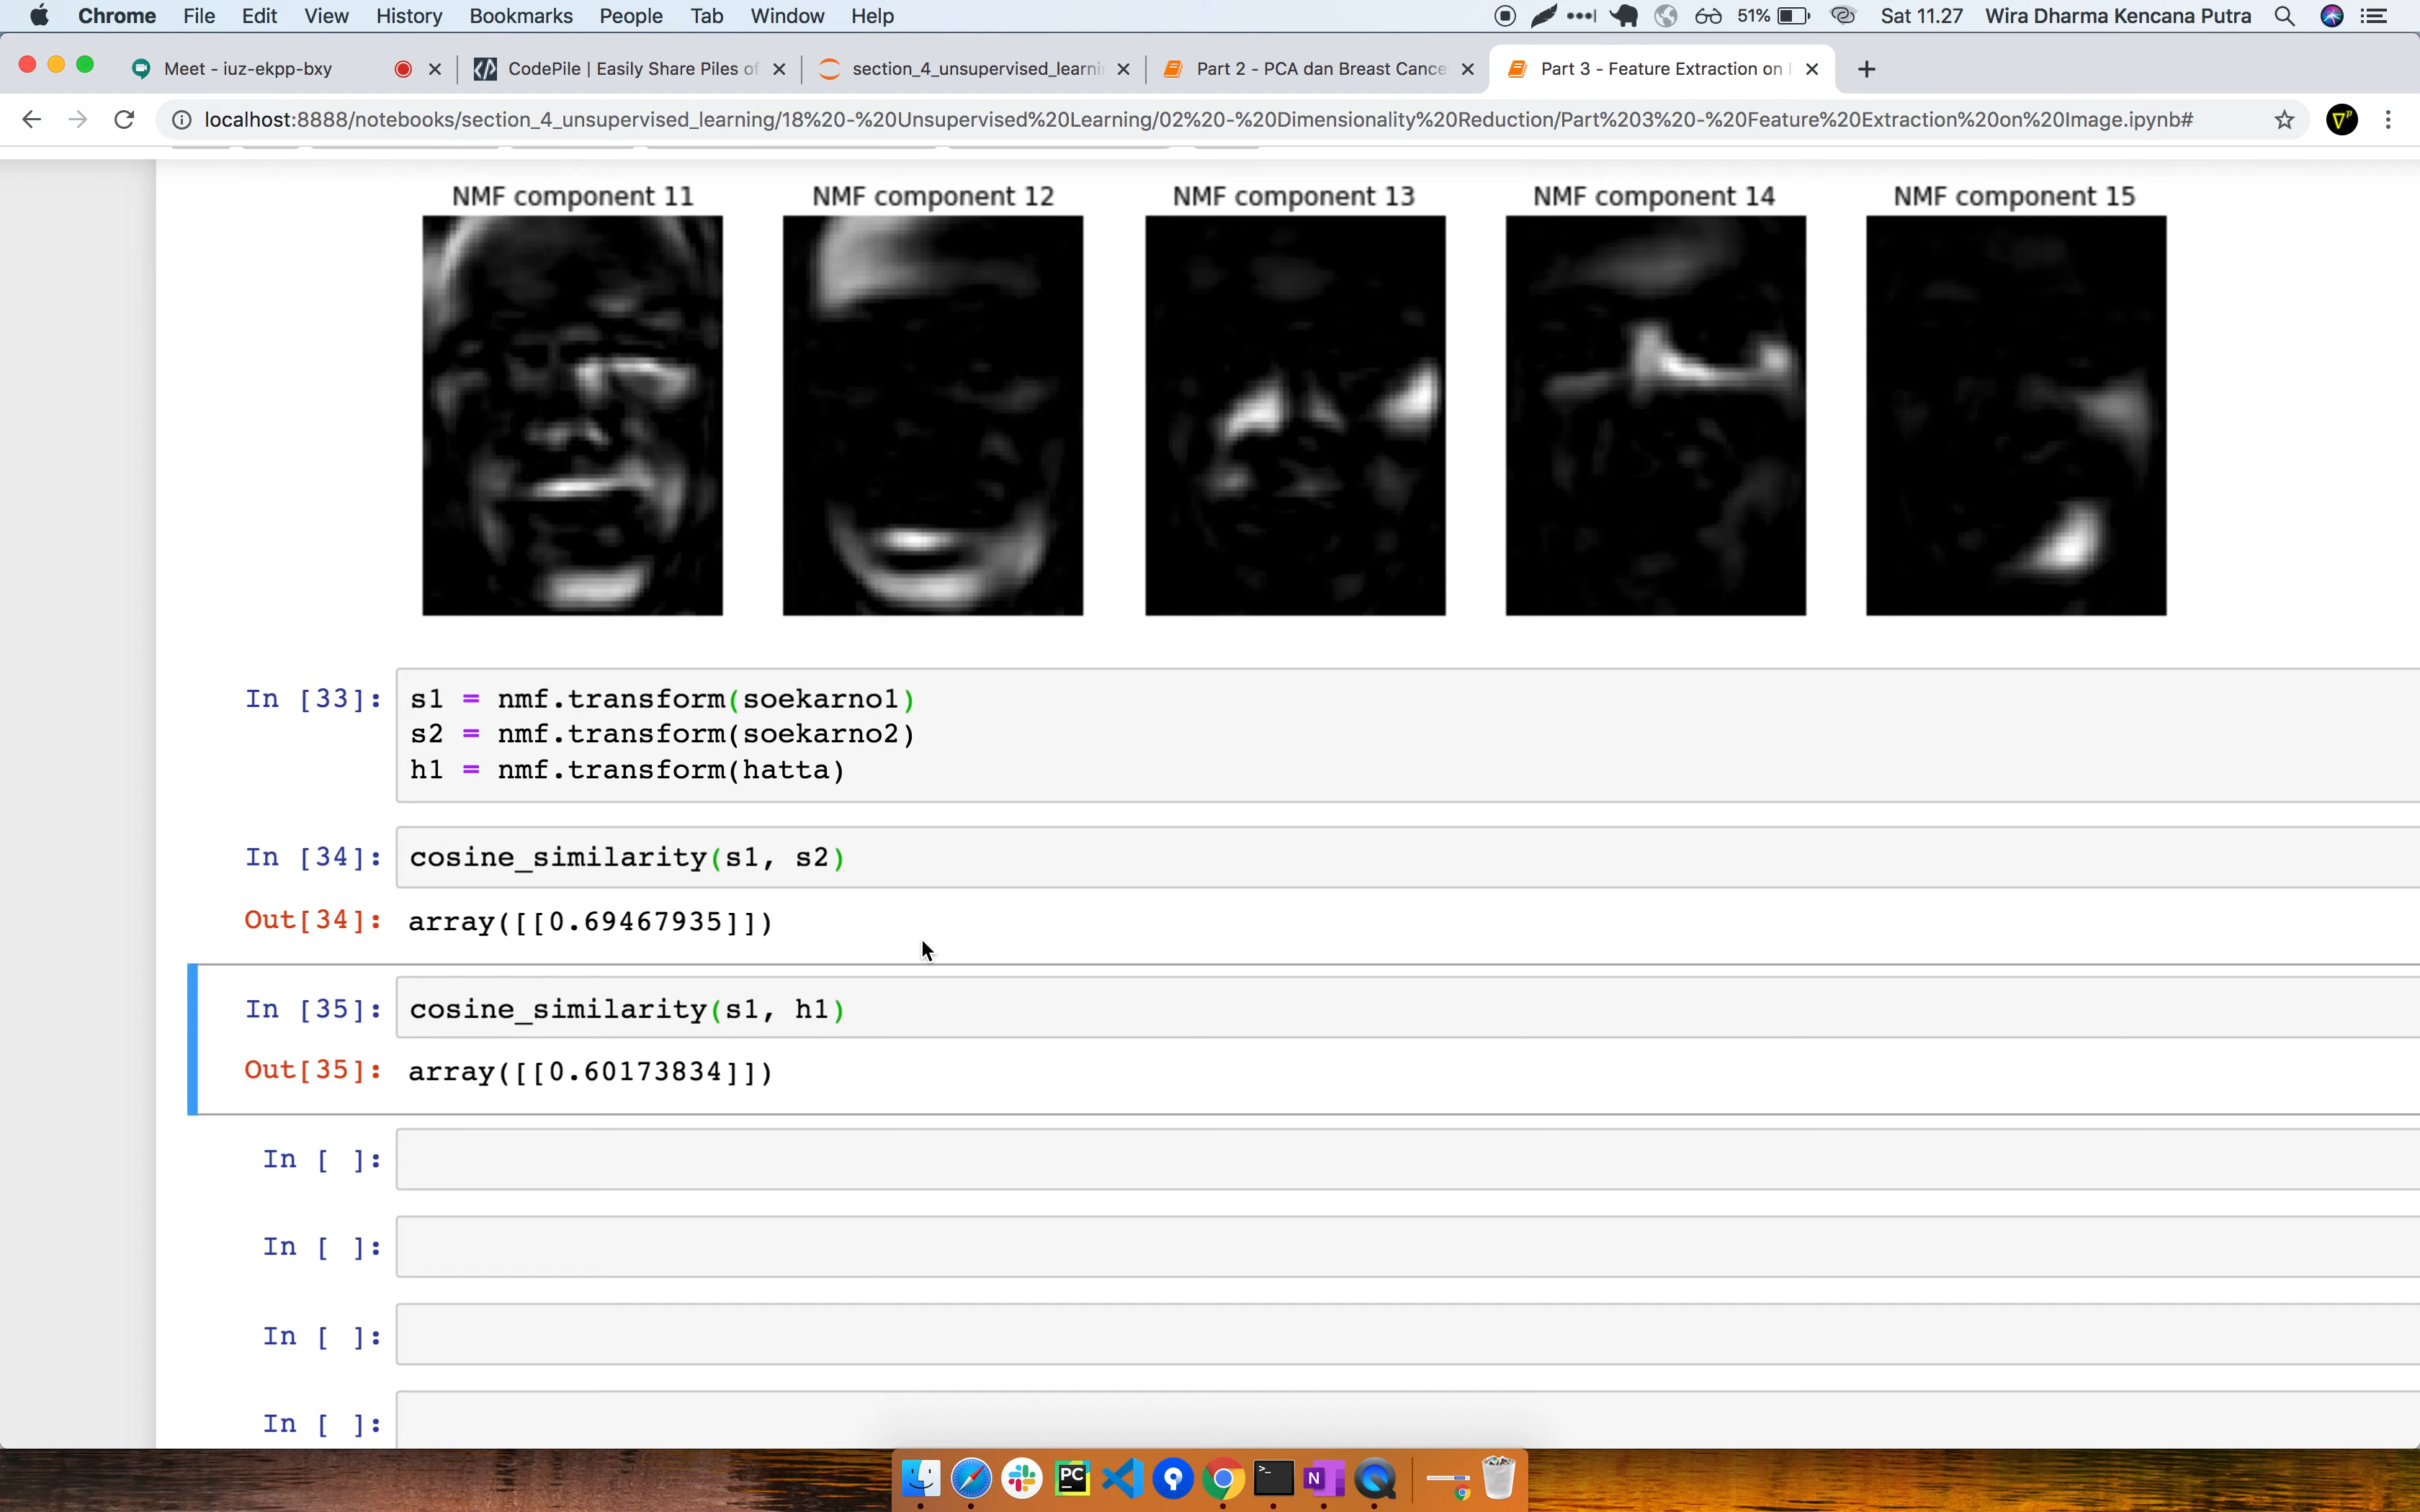 Chrome File Edit View History Bookmarks People Tab Window Help 51% Sat 11.27 Wira Dharma Kencana Putra
Meet - iuz-ekpp-bxy CodePile | Easily Share Piles of section_4_unsupervised_learni Part 2 - PCA dan Breast Cance Part 3 - Feature Extraction on
localhost:8888/notebooks/section_4_unsupervised_learning/18%20-%20Unsupervised%20Learning/02%20-%20Dimensionality%20Reduction/Part%203%20-%20Feature%20Extraction%20on%20Image.ipynb#
NMF component 11 NMF component 12 NMF component 13 NMF component 14 NMF component 15
In [33]: s1 = nmf.transform(soekarno1)
s2 = nmf.transform(soekarno2)
h1 = nmf.transform(hatta)
In [34]: cosine_similarity(s1, s2)
Out[34]: array([[0.69467935]])
In [35]: cosine_similarity(s1, h1)
Out[35]: array([[0.60173834]])
In [ ]:
In [ ]:
In [ ]:
In [ ]:
PC N